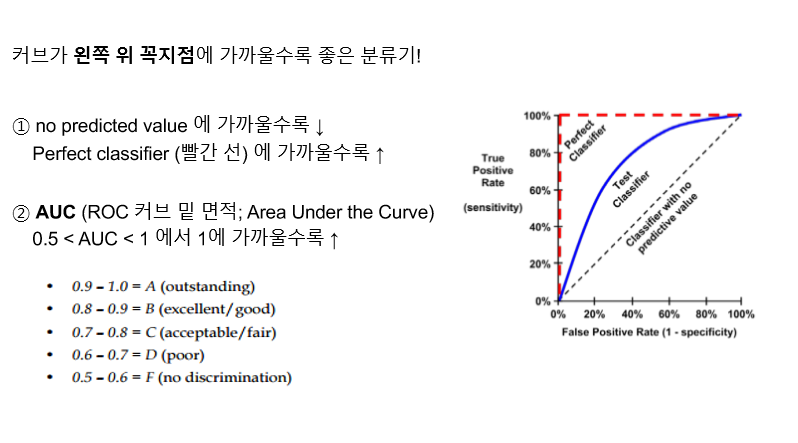 커브가 왼쪽 위 꼭지점에 가까울수록 좋은 분류기!
① no predicted value 에 가까울수록 ↓
Perfect classifier (빨간 선) 에 가까울수록 ↑
② AUC (ROC 커브 밑 면적; Area Under the Curve)
0.5 < AUC < 1 에서 1에 가까울수록 ↑
• 0.9 – 1.0 = A (outstanding)
• 0.8 – 0.9 = B (excellent/good)
• 0.7 – 0.8 = C (acceptable/fair)
• 0.6 – 0.7 = D (poor)
• 0.5 – 0.6 = F (no discrimination)
True
Positive
Rate
(sensitivity)
100%
80%
60%
40%
20%
0%
Perfect
Classifier
Test
Classifier
Classifier with no
predictive value
0% 20% 40% 60% 80% 100%
False Positive Rate (1 - specificity)